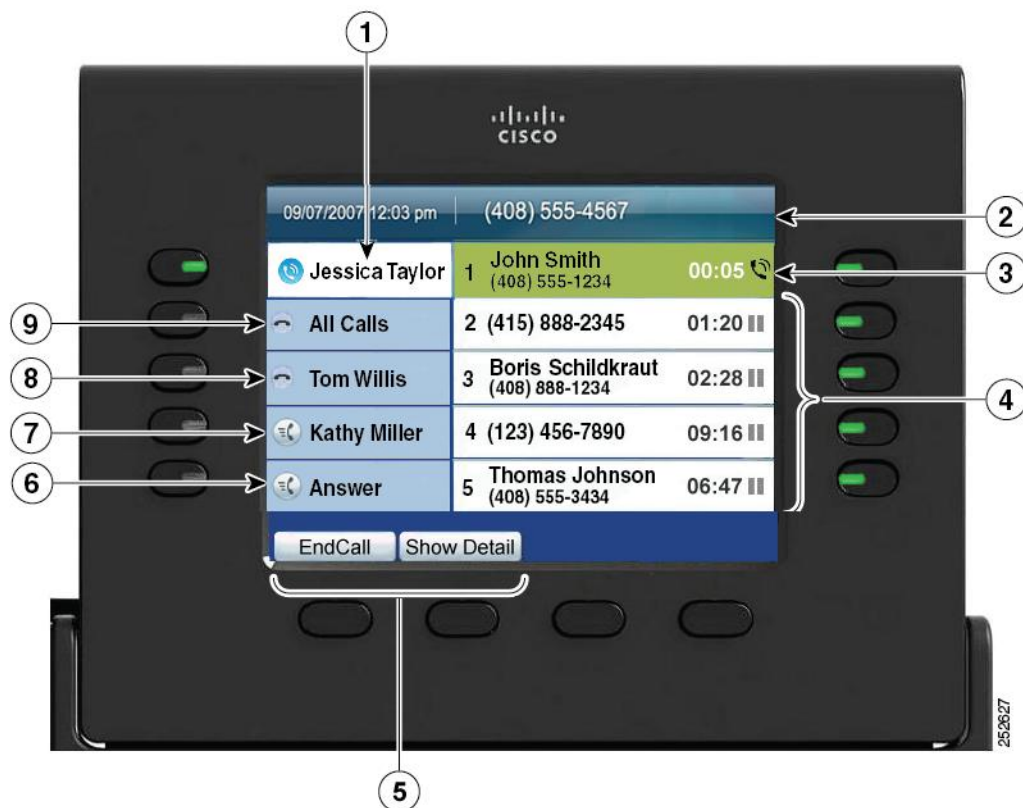 1
CISCO
09/07/2007 12:03 pm (408) 555-4567
2
Jessica Taylor
1 John Smith 00:05
(408) 555-1234
3
9
All Calls
2 (415) 888-2345 01:20
8
Tom Willis
3 Boris Schildkraut 02:28
(408) 888-1234
4
7
Kathy Miller
4 (123) 456-7890 09:16
6
Answer
5 Thomas Johnson 06:47
(408) 555-3434
EndCall Show Detail
5
252627